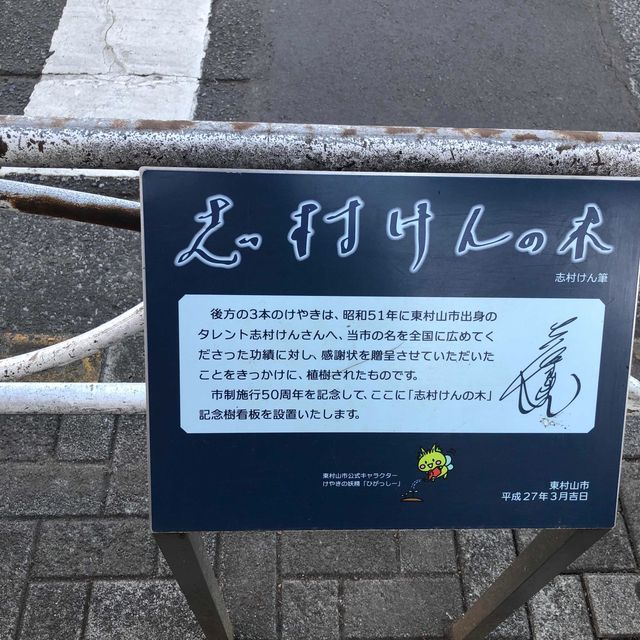 志村けんの木
志村けん筆
後方の3本のけやきは、昭和51年に東村山市出身の
タレント志村けんさんへ、当市の名を全国に広めてく
ださった功績に対し、感謝状を贈呈させていただいた
ことをきっかけに、植樹されたものです。
市制施行50周年を記念して、ここに「志村けんの木」
記念樹看板を設置いたします。
東村山市公式キャラクター
けやきの妖精「ひがっしー」
東村山市
平成27年3月吉日